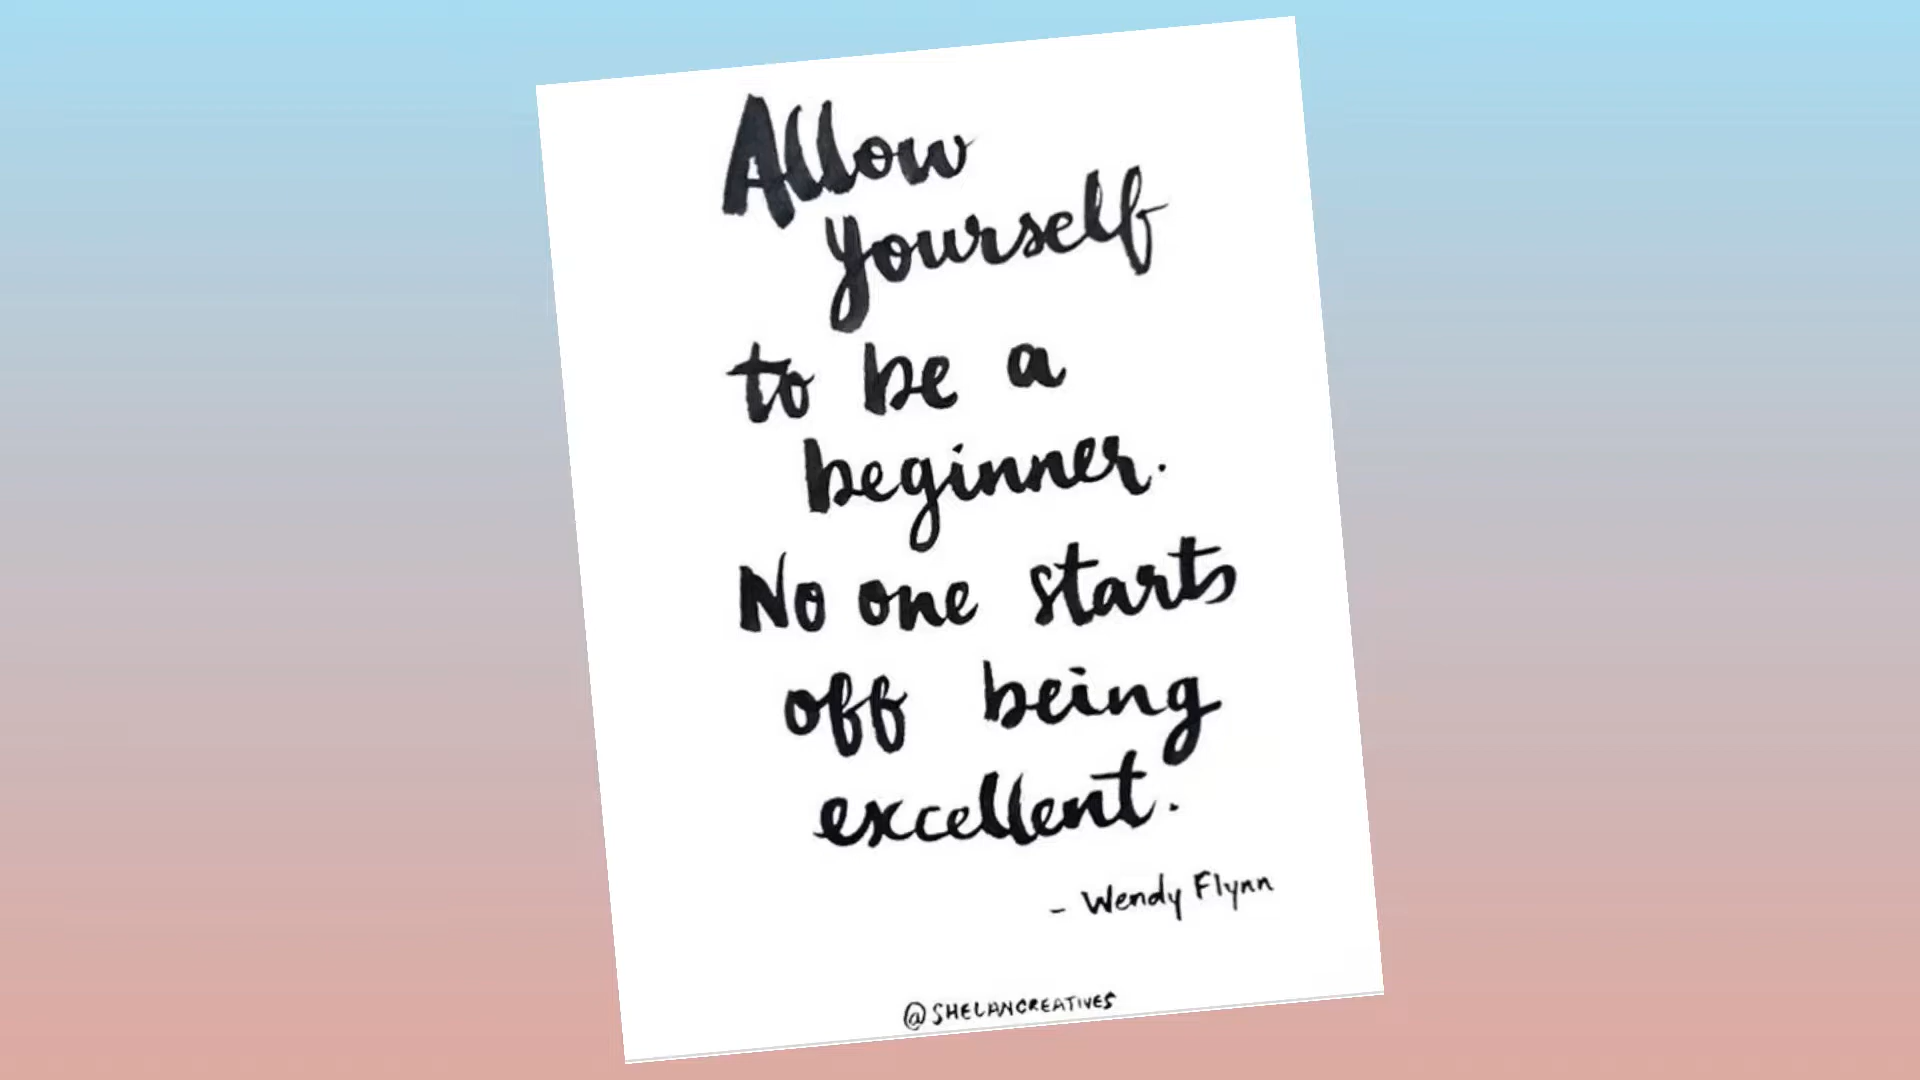 Allow
yourself
to be a
beginner.
No one starts
off being
excellent.
- Wendy Flynn
@SHELANCREATIVES